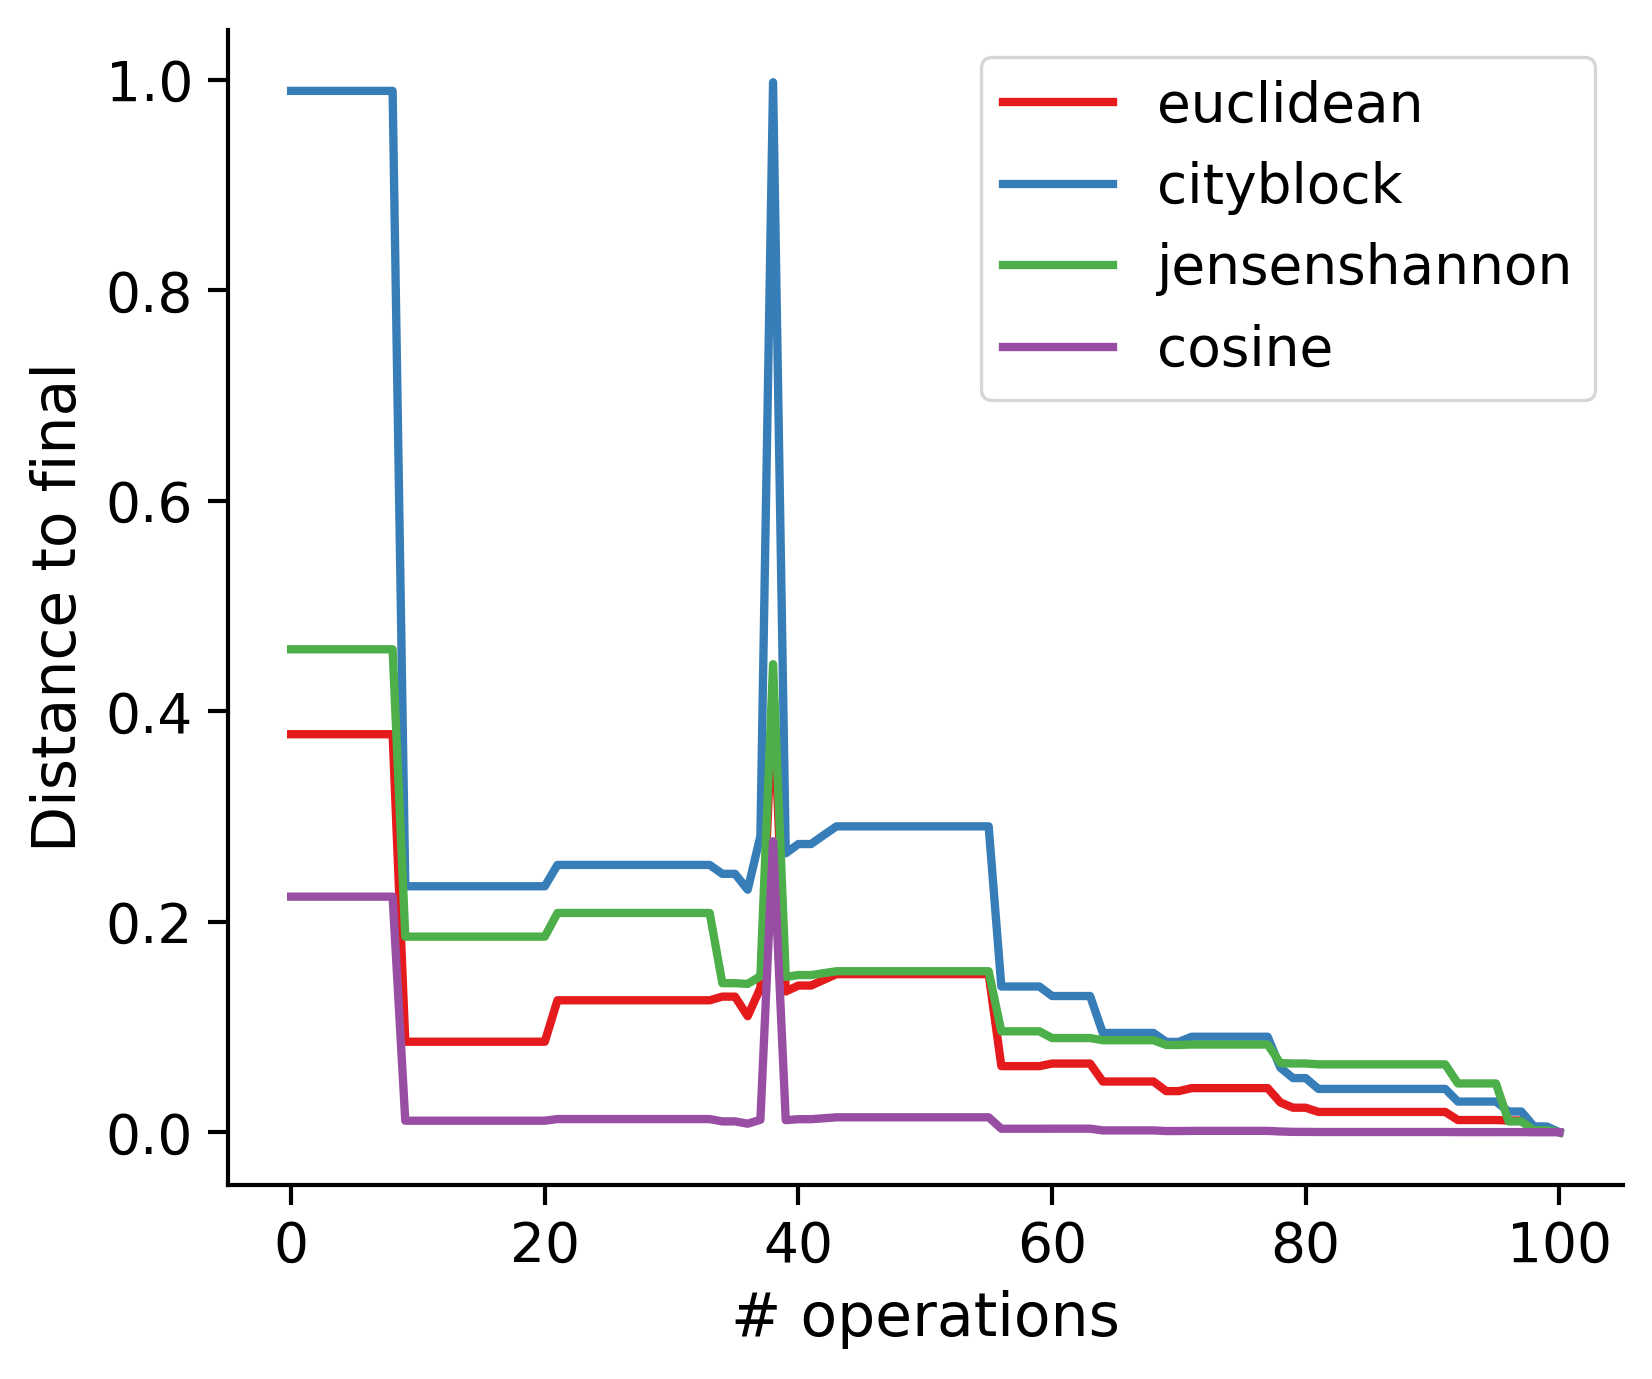 1.0
0.8
0.6
0.4
0.2
0.0
Distance to final
euclidean
cityblock
jensenshannon
cosine
0 20 40 60 80 100
# operations